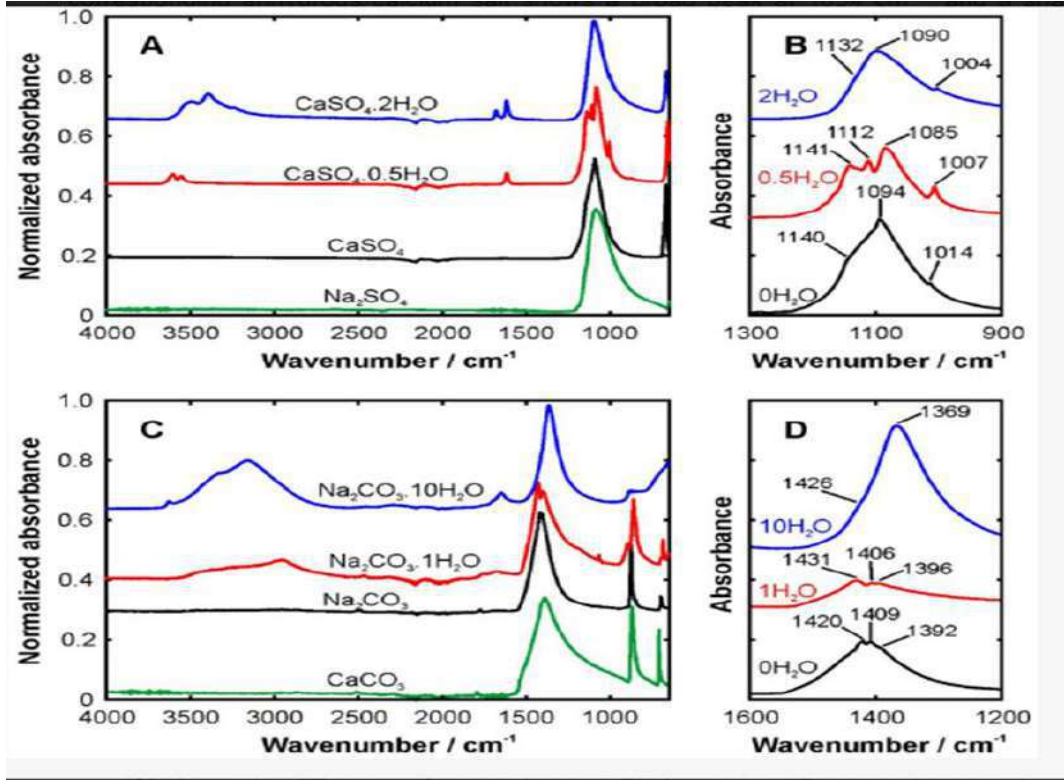 A
CaSO₄.2H₂O
CaSO₄.0.5H₂O
CaSO₄
Na₂SO₄
Normalized absorbance
1.0
0.8
0.6
0.4
0.2
0
4000 3500 3000 2500 2000 1500 1000
Wavenumber / cm⁻¹
B
1132 1090 1004
2H₂O
1141 1112 1085 1007
0.5H₂O
1140 1094 1014
0H₂O
Absorbance
1300 1100 900
Wavenumber / cm⁻¹
C
Na₂CO₃.10H₂O
Na₂CO₃.1H₂O
Na₂CO₃
CaCO₃
Normalized absorbance
1.0
0.8
0.6
0.4
0.2
0
4000 3500 3000 2500 2000 1500 1000
Wavenumber / cm⁻¹
D
1426 1369
10H₂O
1431 1406 1396
1H₂O
1420 1409 1392
0H₂O
Absorbance
1600 1400 1200
Wavenumber / cm⁻¹